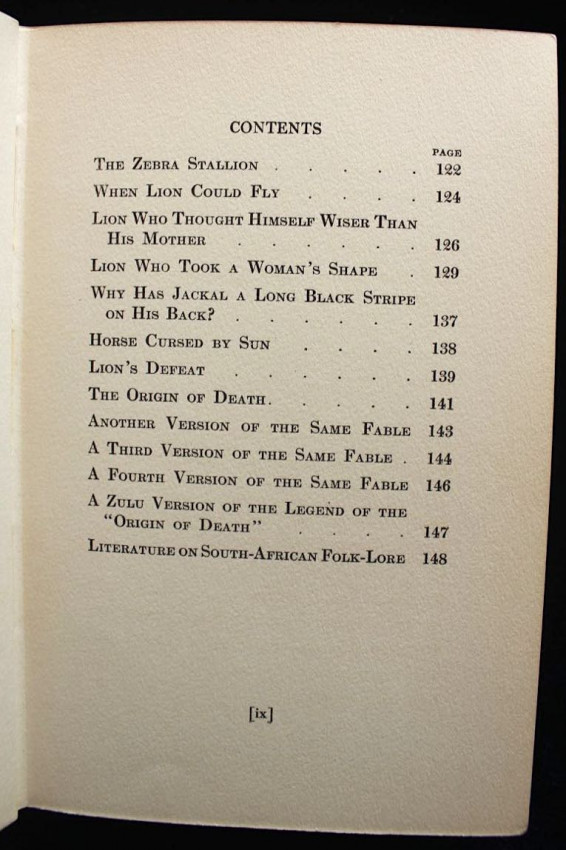 CONTENTS
PAGE
The Zebra Stallion . . . . . 122
When Lion Could Fly . . . . 124
Lion Who Thought Himself Wiser Than
His Mother . . . . . . 126
Lion Who Took a Woman's Shape . 129
Why Has Jackal a Long Black Stripe
on His Back? . . . . . . 137
Horse Cursed by Sun . . . . 138
Lion's Defeat . . . . . . 139
The Origin of Death . . . . . 141
Another Version of the Same Fable 143
A Third Version of the Same Fable . 144
A Fourth Version of the Same Fable 146
A Zulu Version of the Legend of the
"Origin of Death" . . . . 147
Literature on South-African Folk-Lore 148
[ix]